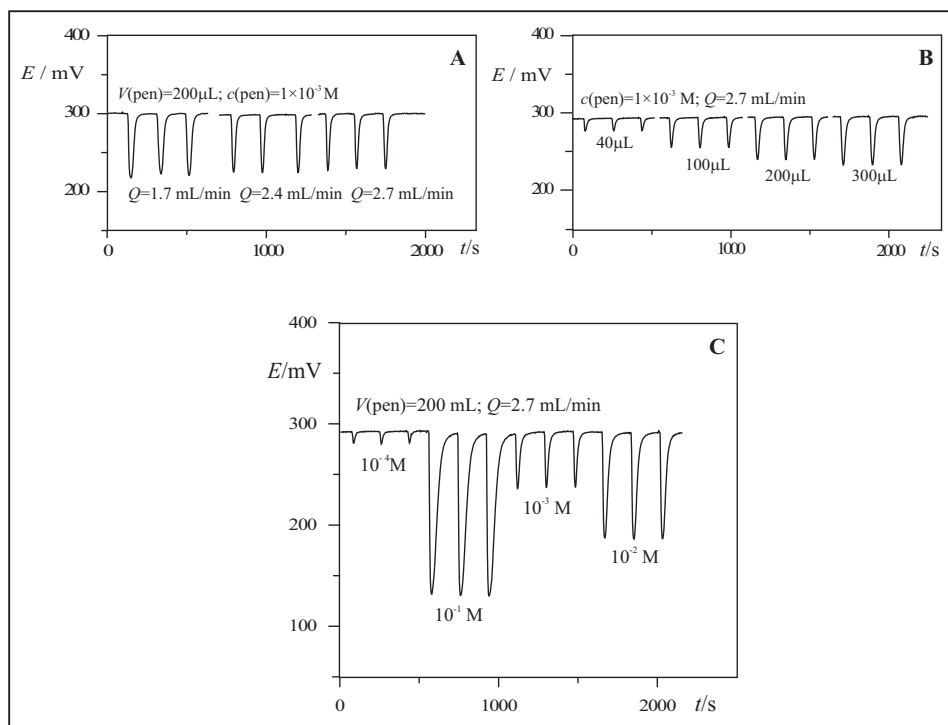 400
A
E / mV
V(pen)=200µL; c(pen)=1×10⁻³ M
300
200
Q=1.7 mL/min Q=2.4 mL/min Q=2.7 mL/min
0 1000 2000 t/s
400
B
E / mV
c(pen)=1×10⁻³ M; Q=2.7 mL/min
300
40µL
100µL 200µL 300µL
200
0 1000 2000 t/s
400
C
E/mV
V(pen)=200 mL; Q=2.7 mL/min
300
10⁻⁴M
10⁻³ M
200
10⁻² M
10⁻¹ M
100
0 1000 2000 t/s